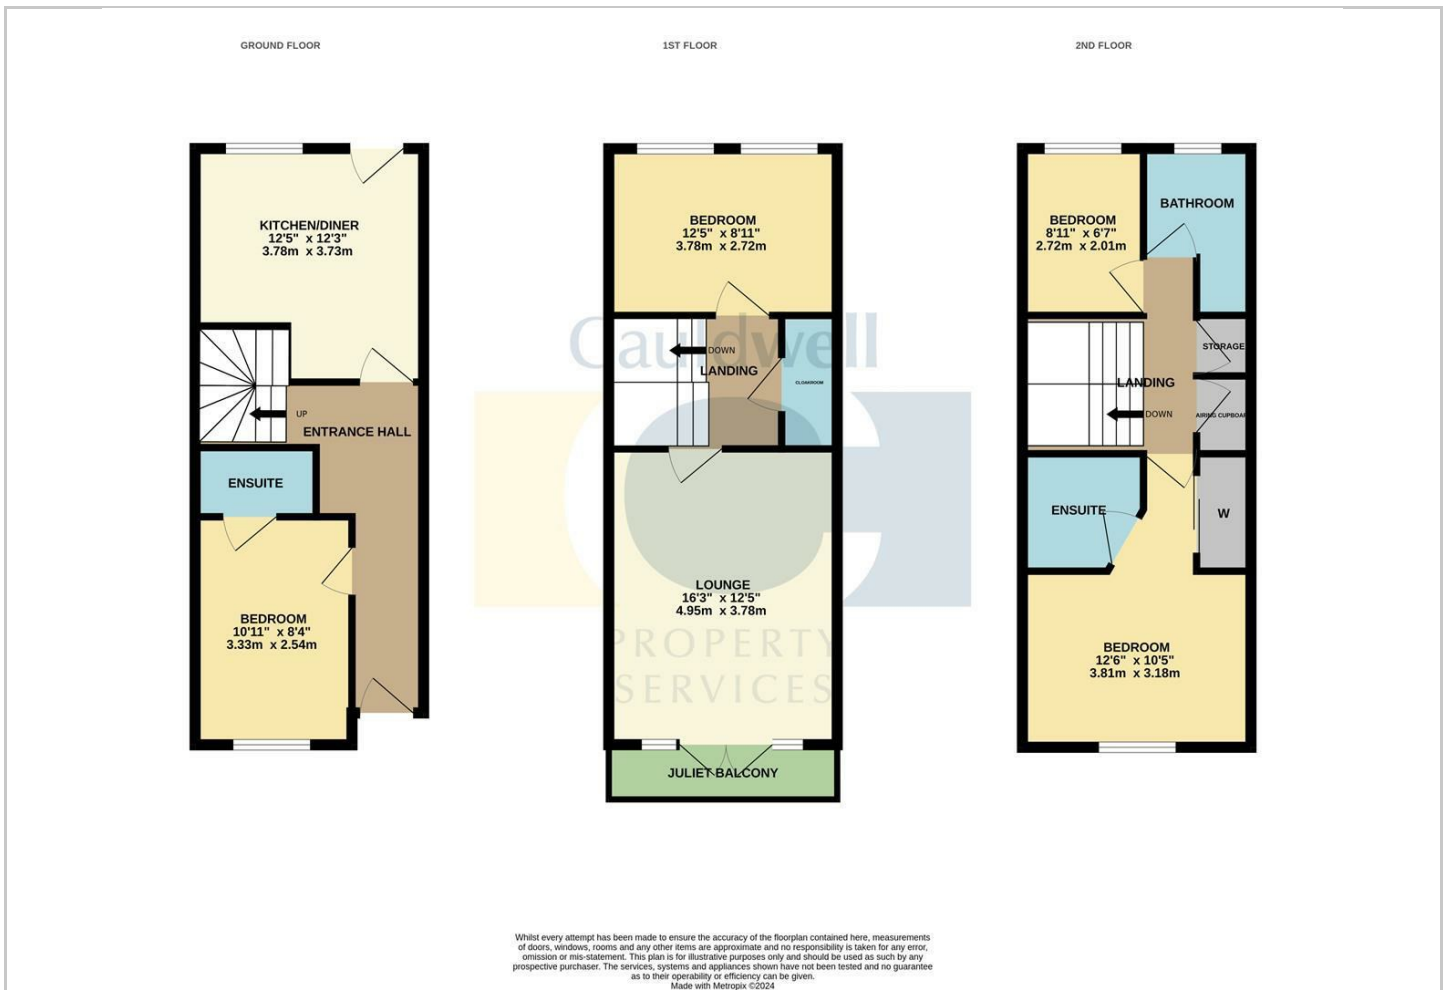 GROUND FLOOR
1ST FLOOR
2ND FLOOR
KITCHEN/DINER
12'5" x 12'3"
3.78m x 3.73m
UP
ENTRANCE HALL
ENSUITE
BEDROOM
10'11" x 8'4"
3.33m x 2.54m
BEDROOM
12'5" x 8'11"
3.78m x 2.72m
Cauldwell
DOWN
LANDING
CLOAKROOM
LOUNGE
16'3" x 12'5"
4.95m x 3.78m
PROPERTY
SERVICES
JULIET BALCONY
BEDROOM
8'11" x 6'7"
2.72m x 2.01m
BATHROOM
STORAGE
LANDING
DOWN
AIRING CUPBOAR
ENSUITE
W
BEDROOM
12'6" x 10'5"
3.81m x 3.18m
Whilst every attempt has been made to ensure the accuracy of the floorplan contained here, measurements
of doors, windows, rooms and any other items are approximate and no responsibility is taken for any error,
omission or mis-statement. This plan is for illustrative purposes only and should be used as such by any
prospective purchaser. The services, systems and appliances shown have not been tested and no guarantee
as to their operability or efficiency can be given.
Made with Metropix ©2024